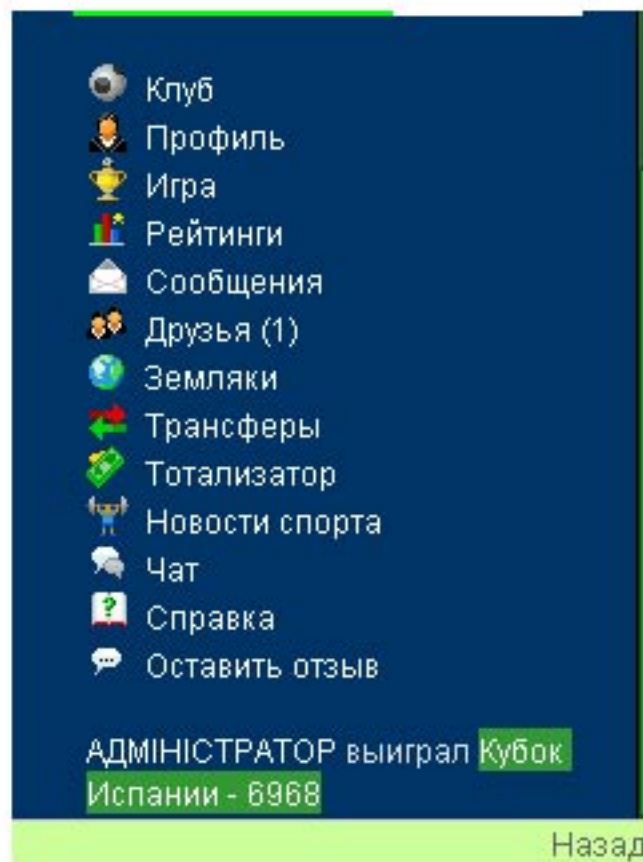 Клуб
Профиль
Игра
Рейтинги
Сообщения
Друзья (1)
Земляки
Трансферы
Тотализатор
Новости спорта
Чат
Справка
Оставить отзыв
АДМІНІСТРАТОР выиграл Кубок
Испании - 6968
Назад